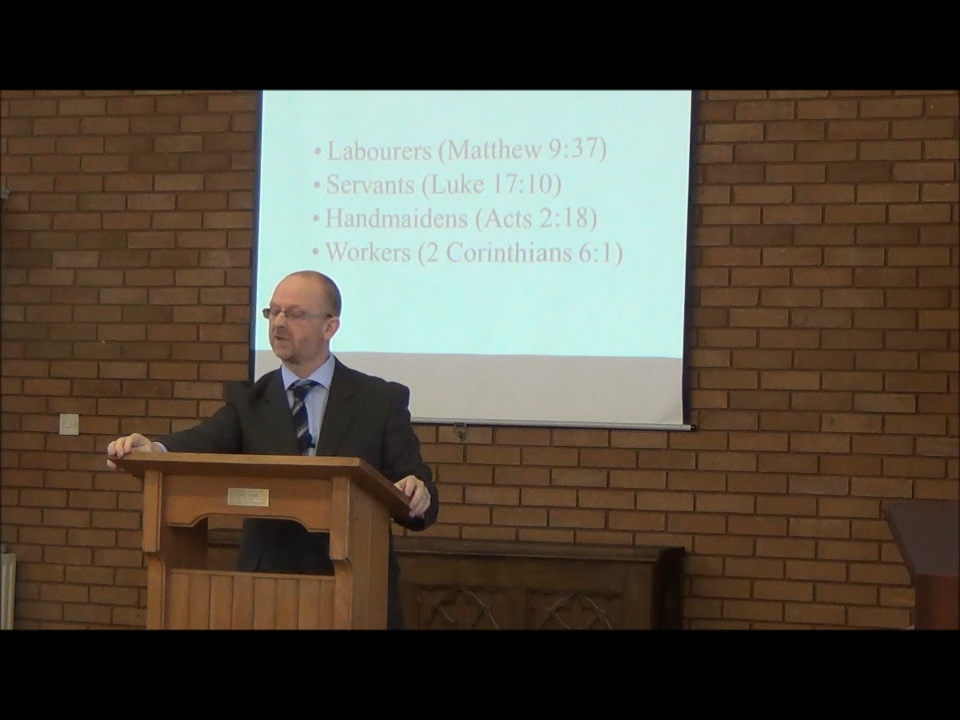 • Labourers (Matthew 9:37)
• Servants (Luke 17:10)
• Handmaidens (Acts 2:18)
• Workers (2 Corinthians 6:1)